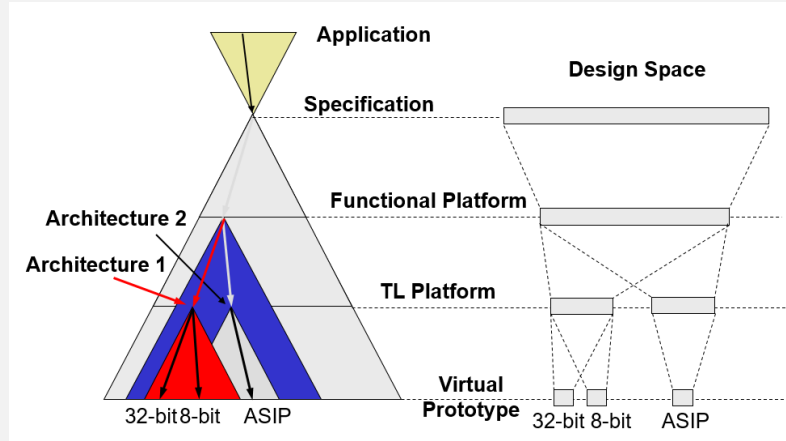 Application
Design Space
Specification
Functional Platform
Architecture 2
Architecture 1
TL Platform
Virtual
Prototype
32-bit 8-bit ASIP
32-bit 8-bit ASIP